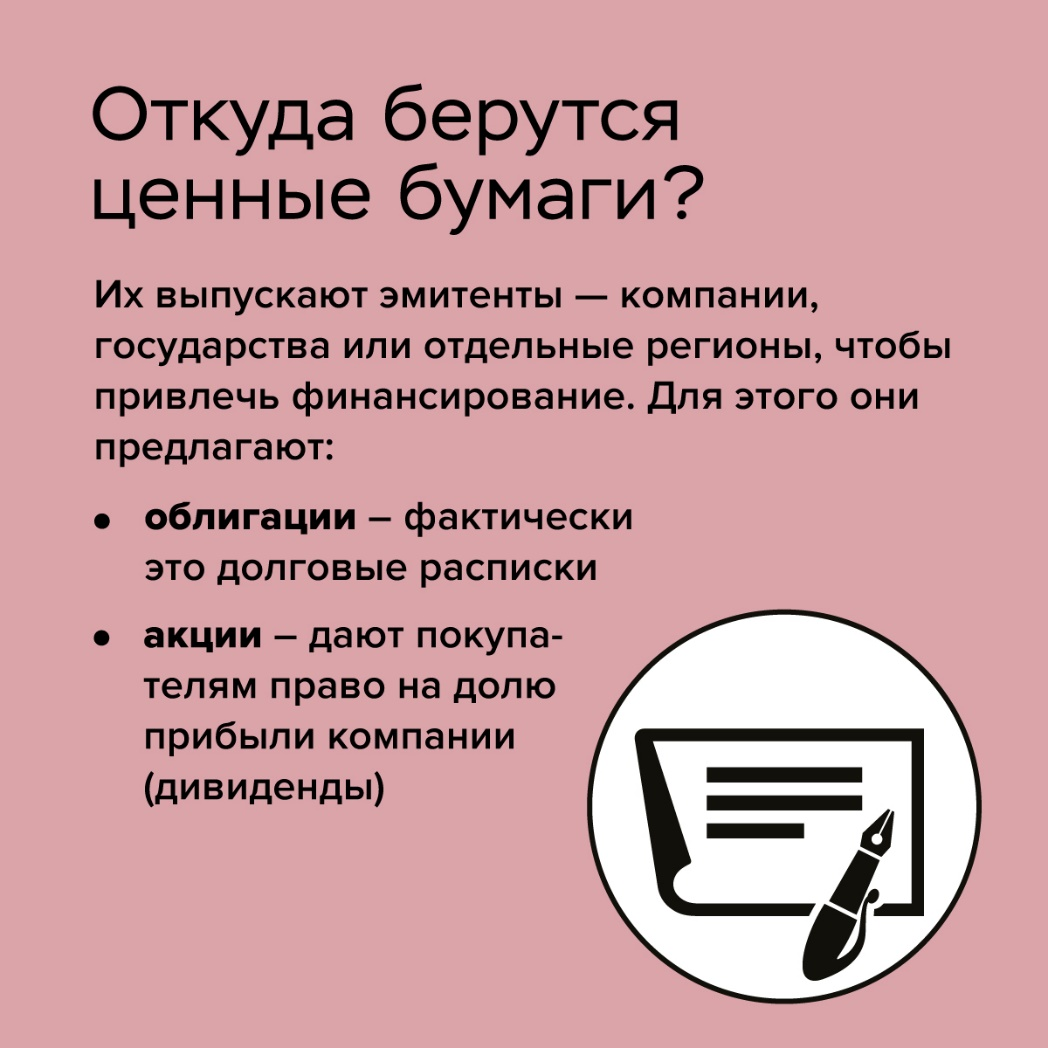 Откуда берутся
ценные бумаги?
Их выпускают эмитенты — компании,
государства или отдельные регионы, чтобы
привлечь финансирование. Для этого они
предлагают:
• облигации – фактически
это долговые расписки
• акции – дают покупа-
телям право на долю
прибыли компании
(дивиденды)